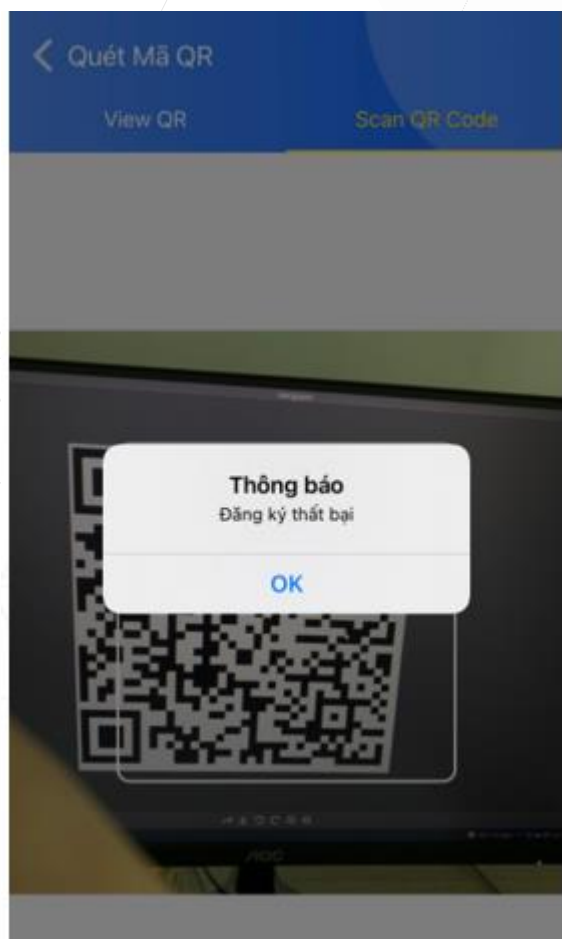 Quét Mã QR
View QR
Scan QR Code
Thông báo
Đăng ký thất bại
OK
AOC